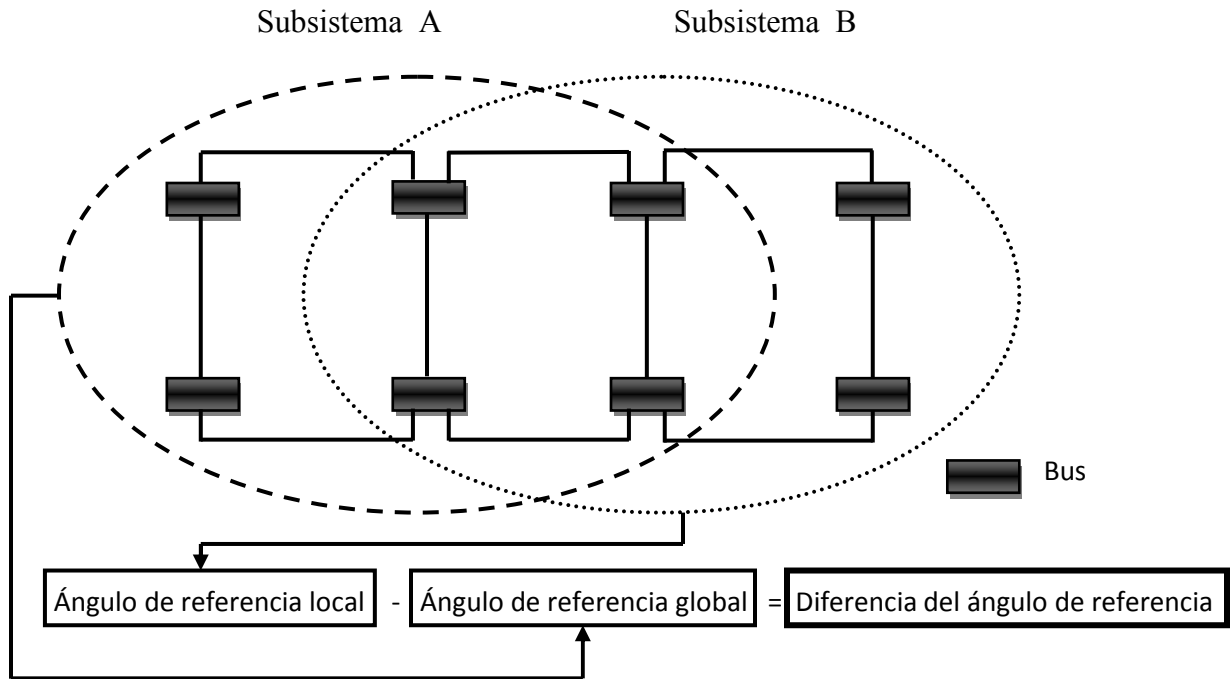 Subsistema A Subsistema B
Bus
Ángulo de referencia local - Ángulo de referencia global = Diferencia del ángulo de referencia